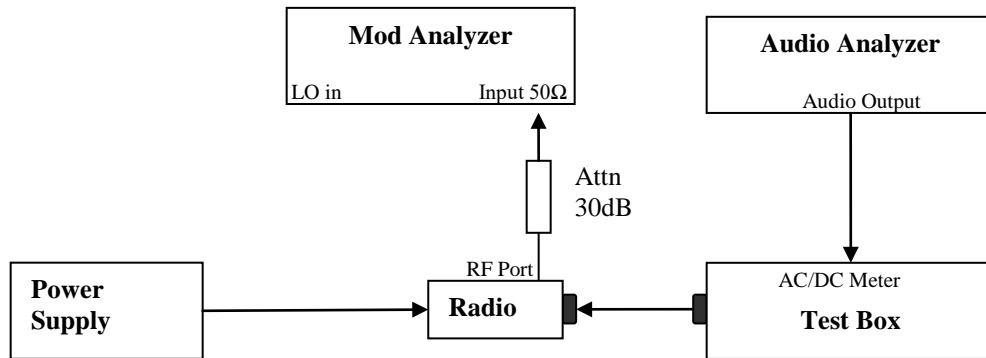 Mod Analyzer
LO in
Input 50Ω
Audio Analyzer
Audio Output
Attn
30dB
RF Port
Power
Supply
Radio
AC/DC Meter
Test Box